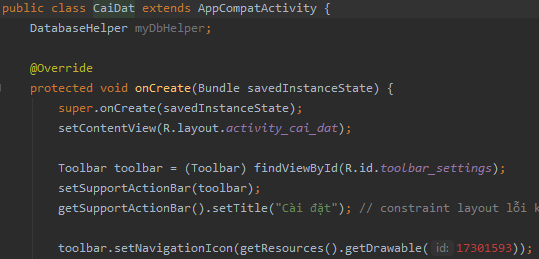 public class CaiDat extends AppCompatActivity {
DatabaseHelper myDbHelper;
@Override
protected void onCreate(Bundle savedInstanceState) {
super.onCreate(savedInstanceState);
setContentView(R.layout.activity_cai_dat);
Toolbar toolbar = (Toolbar) findViewById(R.id.toolbar_settings);
setSupportActionBar(toolbar);
getSupportActionBar().setTitle("Cài đặt"); // constraint layout lỗi
toolbar.setNavigationIcon(getResources().getDrawable( id: 17301593));